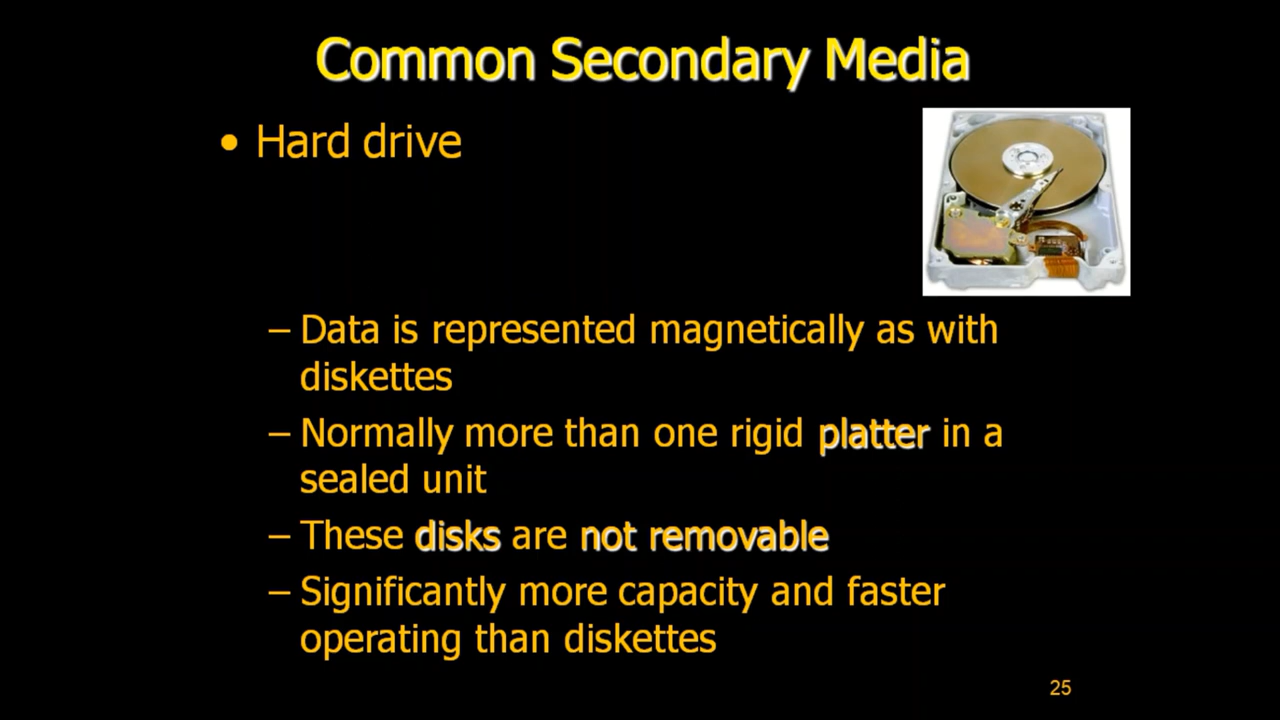 Common Secondary Media
• Hard drive
– Data is represented magnetically as with
diskettes
– Normally more than one rigid platter in a
sealed unit
– These disks are not removable
– Significantly more capacity and faster
operating than diskettes
25